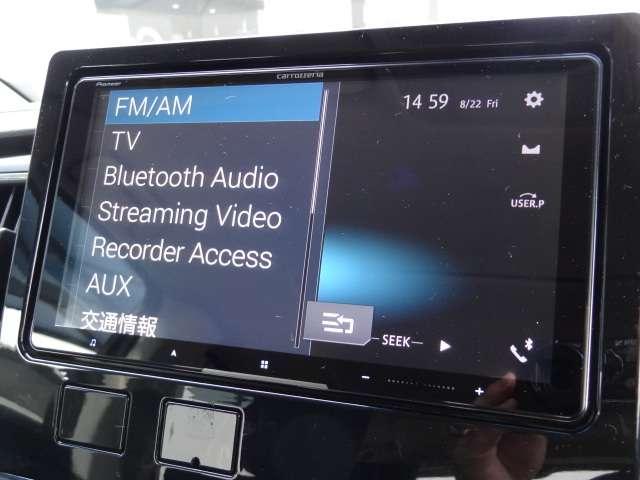 Pioneer
carrozzeria
FM/AM
TV
Bluetooth Audio
Streaming Video
Recorder Access
AUX
交通情報
14 59 8/22 Fri
USER.P
SEEK